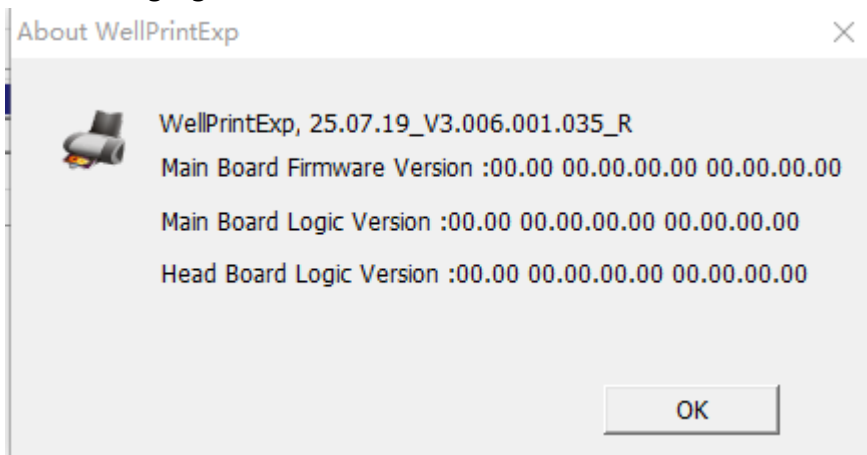 About WellPrintExp
WellPrintExp, 25.07.19_V3.006.001.035_R
Main Board Firmware Version :00.00 00.00.00.00 00.00.00.00
Main Board Logic Version :00.00 00.00.00.00 00.00.00.00
Head Board Logic Version :00.00 00.00.00.00 00.00.00.00
OK